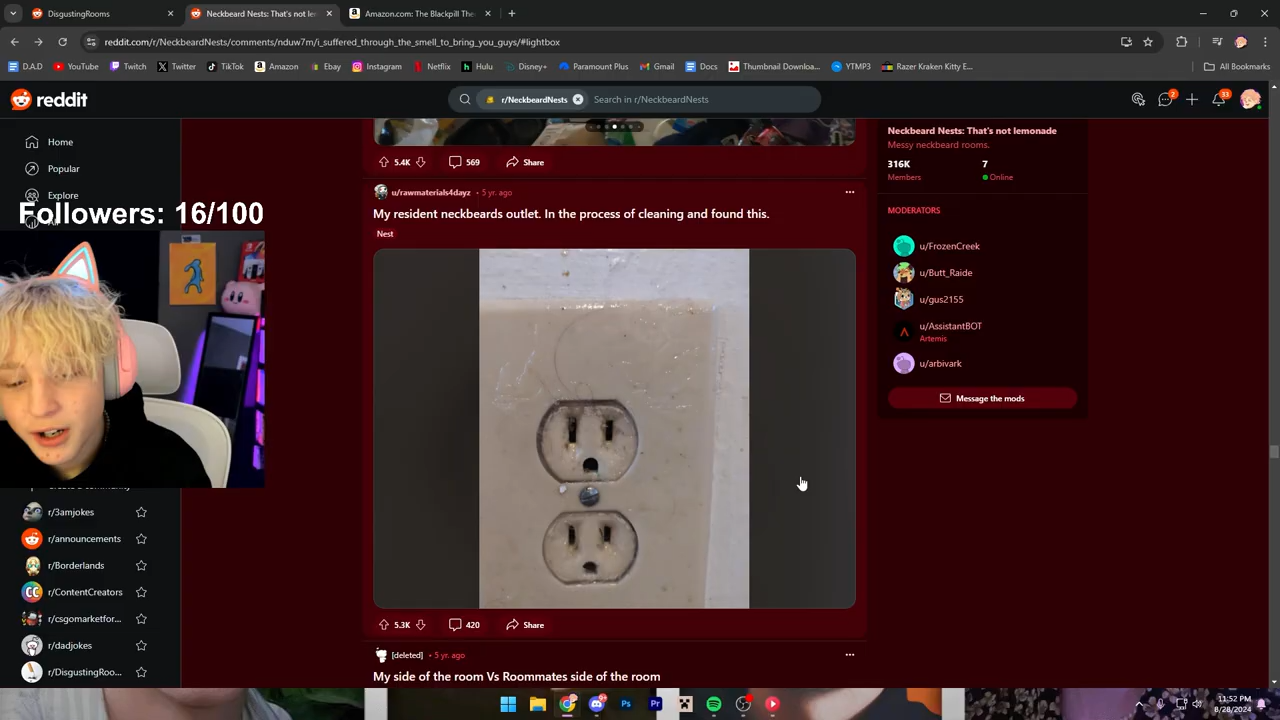 DisgustingRooms
Neckbeard Nests: That's not le
Amazon.com: The Blackpill The
reddit.com/r/NeckbeardNests/comments/nduw7m/i_suffered_through_the_smell_to_bring_you_guys/#lightbox
D.A.D
YouTube
Twitch
Twitter
TikTok
Amazon
Ebay
Instagram
Netflix
Hulu
Disney+
Paramount Plus
Gmail
Docs
Thumbnail Downloa...
YTMP3
Razer Kraken Kitty E...
All Bookmarks
reddit
r/NeckbeardNests
Search in r/NeckbeardNests
2
33
Home
Popular
Explore
Followers: 16/100
r/3amjokes
r/announcements
r/Borderlands
r/ContentCreators
r/csgomarketfor...
r/dadjokes
r/DisgustingRoo...
5.4K
569
Share
u/rawmaterials4dayz • 5 yr. ago
My resident neckbeards outlet. In the process of cleaning and found this.
Nest
5.3K
420
Share
[deleted] • 5 yr. ago
My side of the room Vs Roommates side of the room
Neckbeard Nests: That's not lemonade
Messy neckbeard rooms.
316K
7
Members
Online
MODERATORS
u/FrozenCreek
u/Butt_Raide
u/gus2155
u/AssistantBOT
Artemis
u/arbivark
Message the mods
11:52 PM
8/28/2024